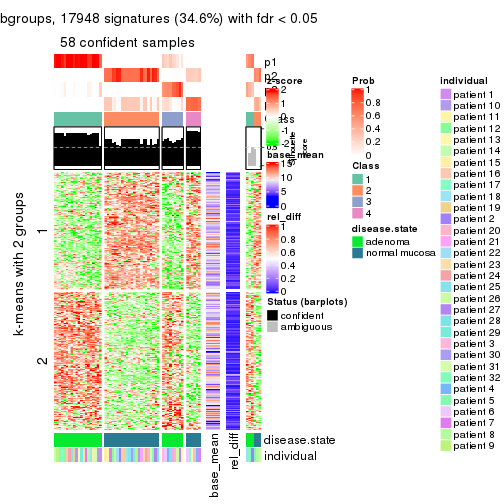 bgroups, 17948 signatures (34.6%) with fdr < 0.05
58 confident samples
p1
p2
z-score
2
1
0
-1
-2
0.5
score
base_mean
15
10
5
0
rel_diff
1
0.8
0.6
0.4
0.2
0
Status (barplots)
confident
ambiguous
Prob
1
0.8
0.6
0.4
0.2
0
Class
1
2
3
4
disease.state
adenoma
normal mucosa
individual
patient 1
patient 10
patient 11
patient 12
patient 13
patient 14
patient 15
patient 16
patient 17
patient 18
patient 19
patient 2
patient 20
patient 21
patient 22
patient 23
patient 24
patient 25
patient 26
patient 27
patient 28
patient 29
patient 3
patient 30
patient 31
patient 32
patient 4
patient 5
patient 6
patient 7
patient 8
patient 9
k-means with 2 groups
1
2
disease.state
individual
base_mean
rel_diff